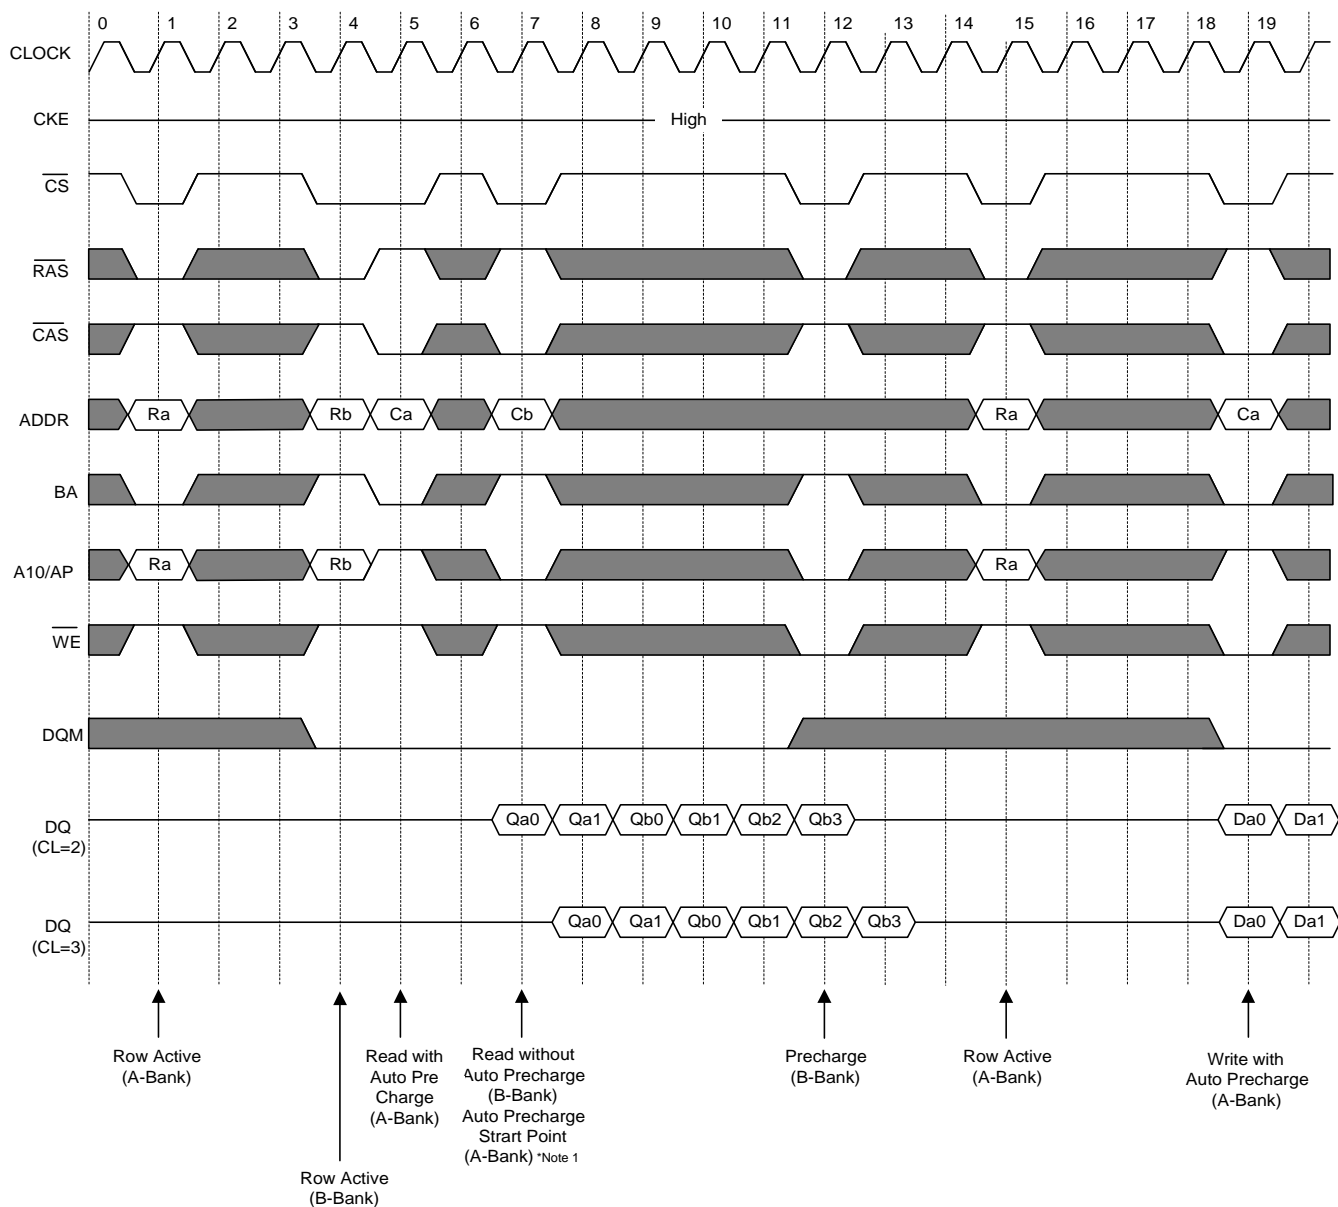 0 1 2 3 4 5 6 7 8 9 10 11 12 13 14 15 16 17 18 19
CLOCK
CKE High
CS
RAS
CAS
ADDR Ra Rb Ca Cb Ra Ca
BA
A10/AP Ra Rb Ra
WE
DQM
DQ Qa0 Qa1 Qb0 Qb1 Qb2 Qb3 Da0 Da1
(CL=2)
DQ Qa0 Qa1 Qb0 Qb1 Qb2 Qb3 Da0 Da1
(CL=3)
Row Active
(A-Bank)
Row Active
(B-Bank)
Read with
Auto Pre
Charge
(A-Bank)
Read without
Auto Precharge
(B-Bank)
Auto Precharge
Strart Point
(A-Bank) *Note 1
Precharge
(B-Bank)
Row Active
(A-Bank)
Write with
Auto Precharge
(A-Bank)